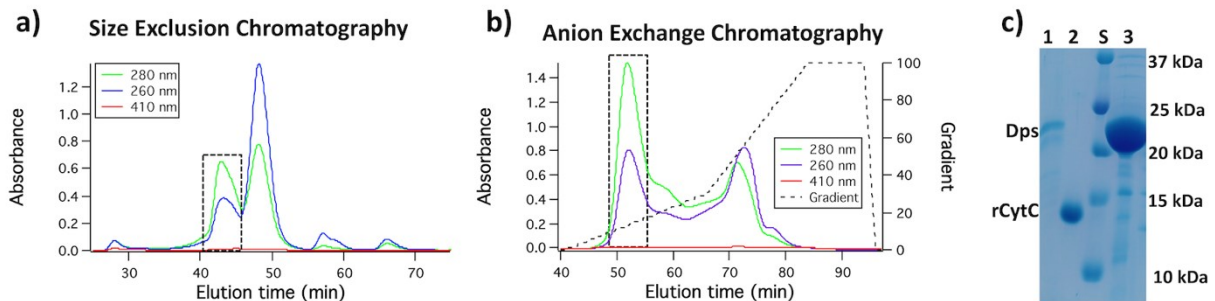 a) Size Exclusion Chromatography
280 nm
260 nm
410 nm
Absorbance
1.2
1.0
0.8
0.6
0.4
0.2
0.0
30 40 50 60 70
Elution time (min)
b) Anion Exchange Chromatography
280 nm
260 nm
410 nm
Gradient
Absorbance
1.4
1.2
1.0
0.8
0.6
0.4
0.2
0.0
40 50 60 70 80 90
Elution time (min)
100
80
60
40
20
0
Gradient
c)
1 2 S 3
37 kDa
25 kDa
Dps
20 kDa
15 kDa
rCytC
10 kDa